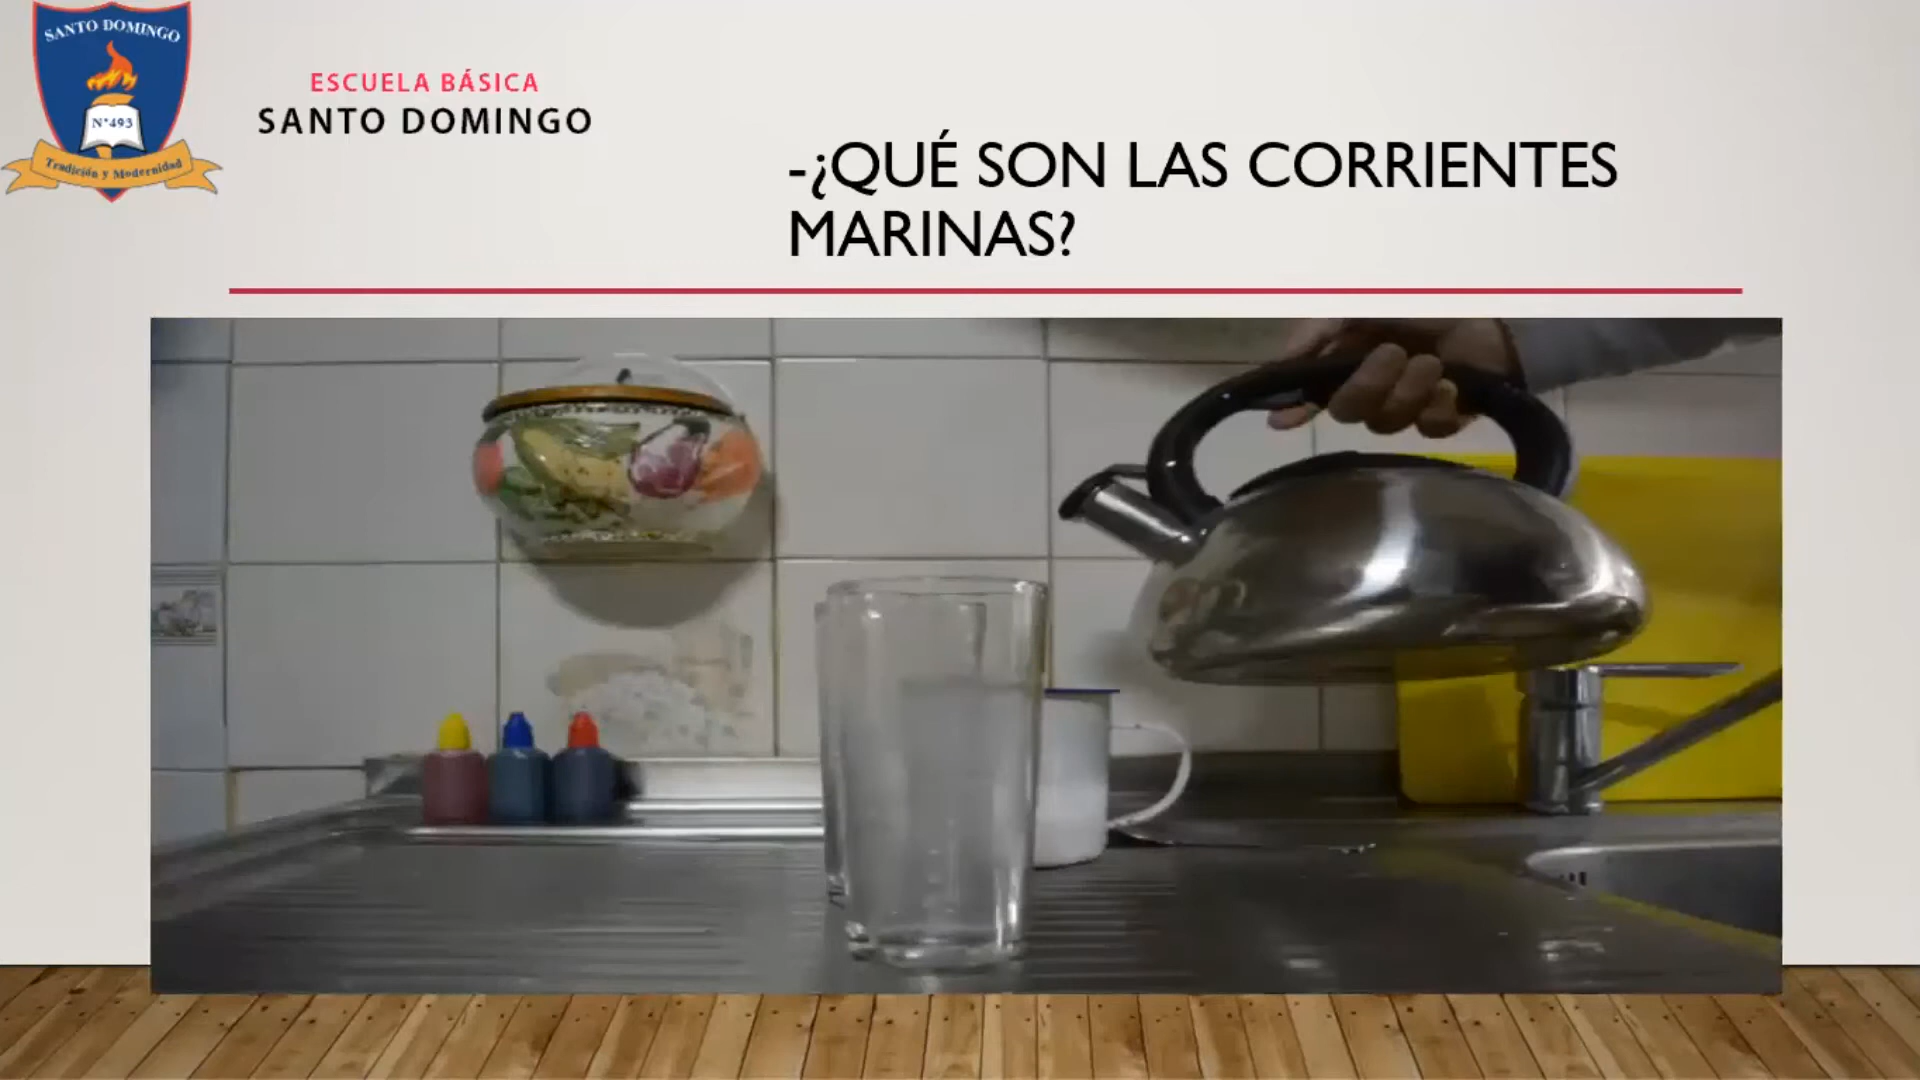 SANTO DOMINGO
N°493
Tradición y Modernidad
ESCUELA BÁSICA
SANTO DOMINGO
-¿QUÉ SON LAS CORRIENTES
MARINAS?